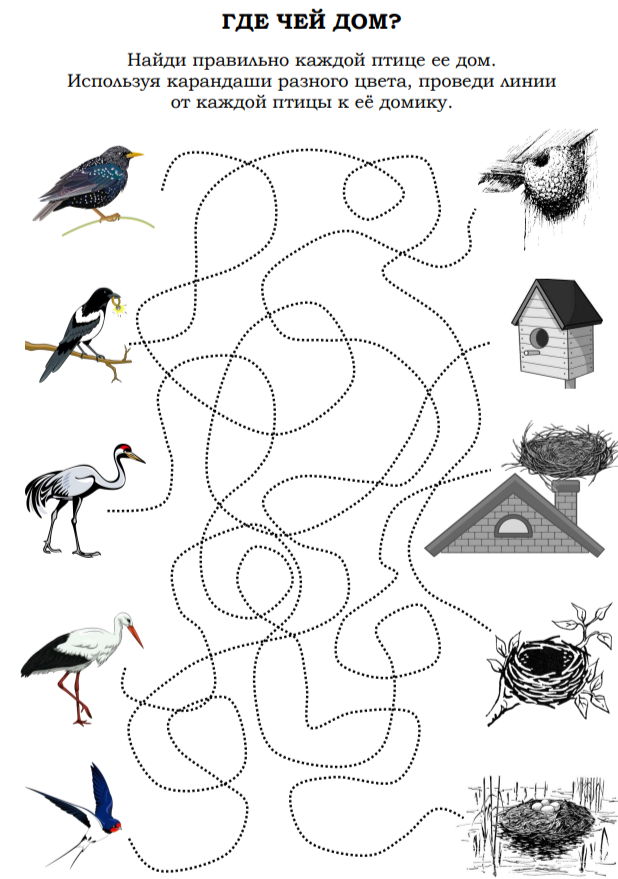 ГДЕ ЧЕЙ ДОМ?
Найди правильно каждой птице ее дом.
Используя карандаши разного цвета, проведи линии
от каждой птицы к её домику.